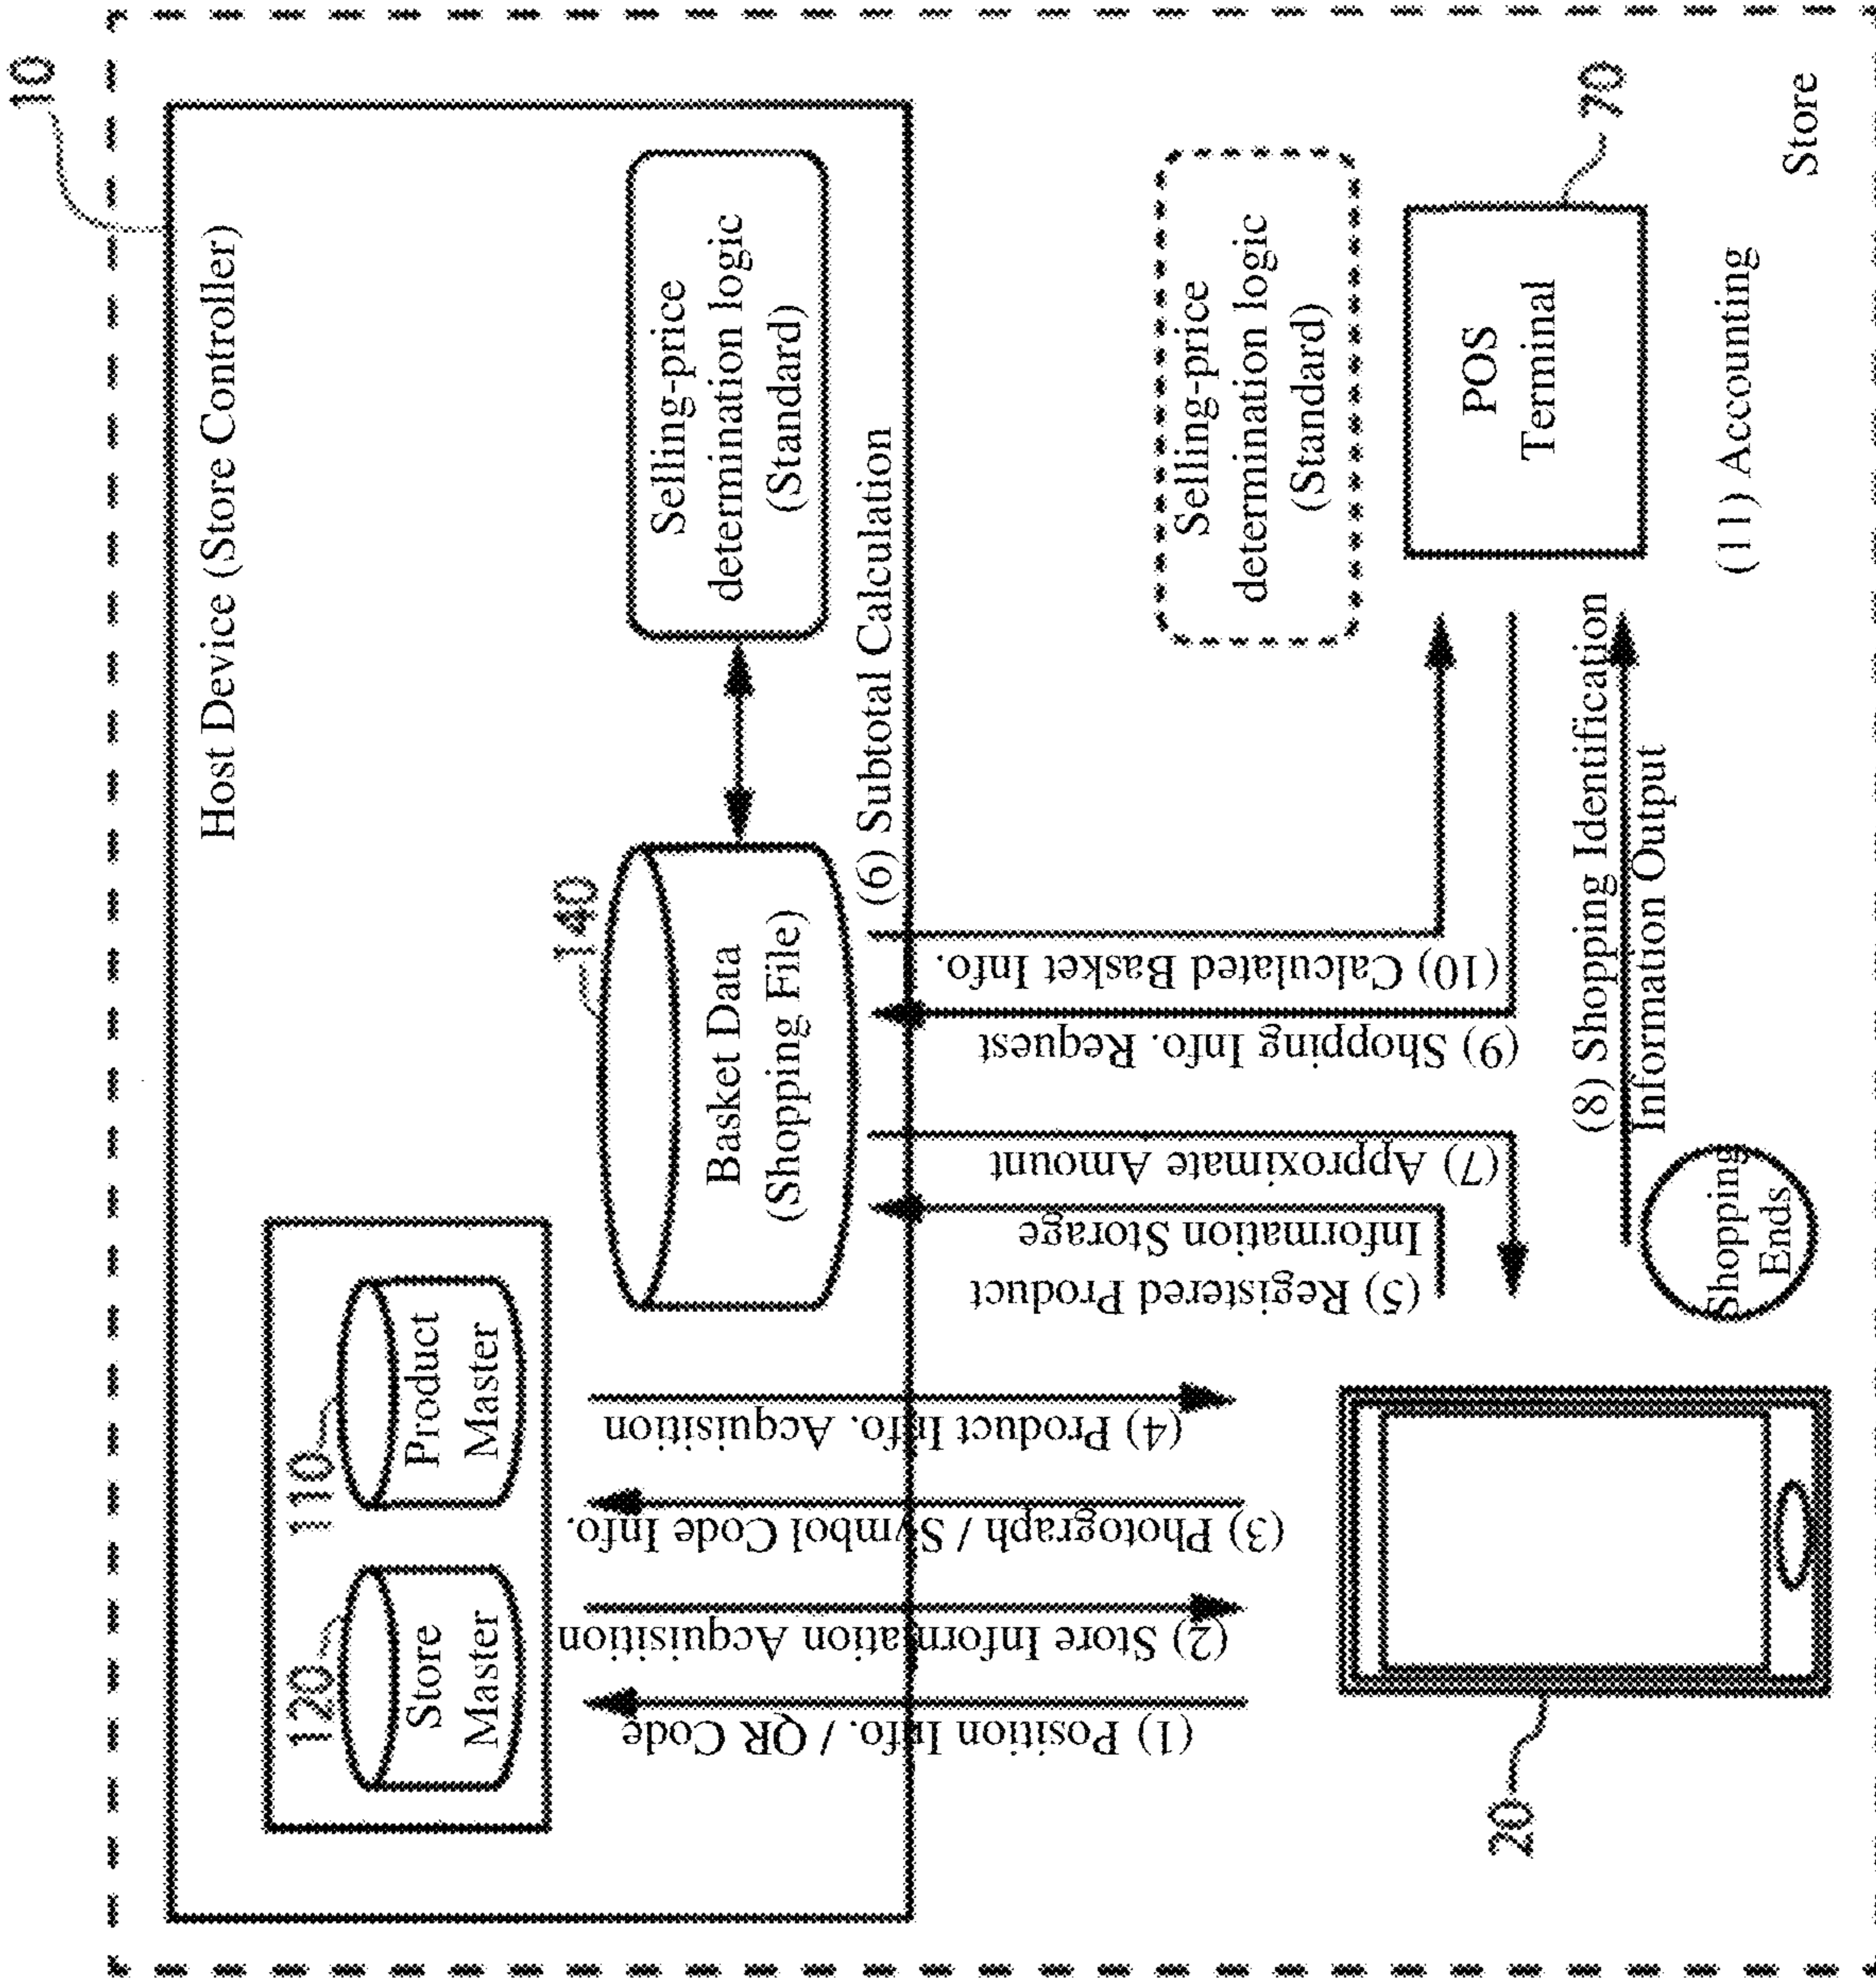 10
Host Device (Store Controller)
120
Store
Master
110
Product
Master
140
Basket Data
(Shopping File)
Selling-price
determination logic
(Standard)
(6) Subtotal Calculation
(1) Position Info. / QR Code
(2) Store Information Acquisition
(3) Photograph / Symbol Code Info.
(4) Product Info. Acquisition
(5) Registered Product
Information Storage
(7) Approximate Amount
(9) Shopping Info. Request
(10) Calculated Basket Info.
Selling-price
determination logic
(Standard)
20
Shopping
Ends
(8) Shopping Identification
Information Output
POS
Terminal
70
(11) Accounting
Store